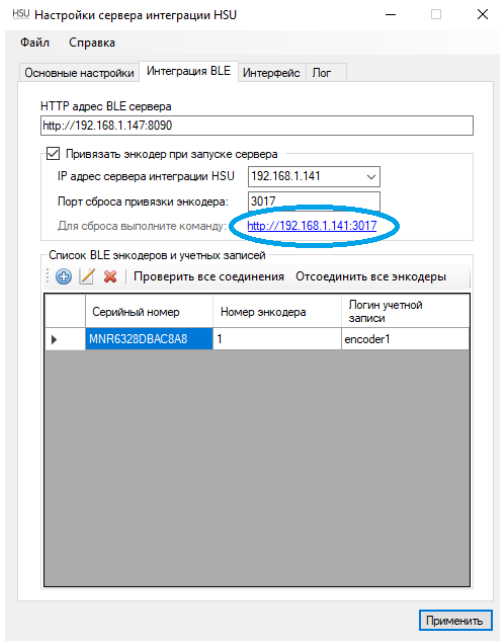 HSU Настройки сервера интеграции HSU
Файл Справка
Основные настройки Интеграция BLE Интерфейс Лог
HTTP адрес BLE сервера
http://192.168.1.147:8090
Привязать энкодер при запуске сервера
IP адрес сервера интеграции HSU 192.168.1.141
Порт сброса привязки энкодера: 3017
Для сброса выполните команду: http://192.168.1.141:3017
Список BLE энкодеров и учетных записей
Проверить все соединения Отсоединить все энкодеры
Серийный номер Номер энкодера Логин учетной записи
MNR6328DBAC8A8 1 encoder1
Применить